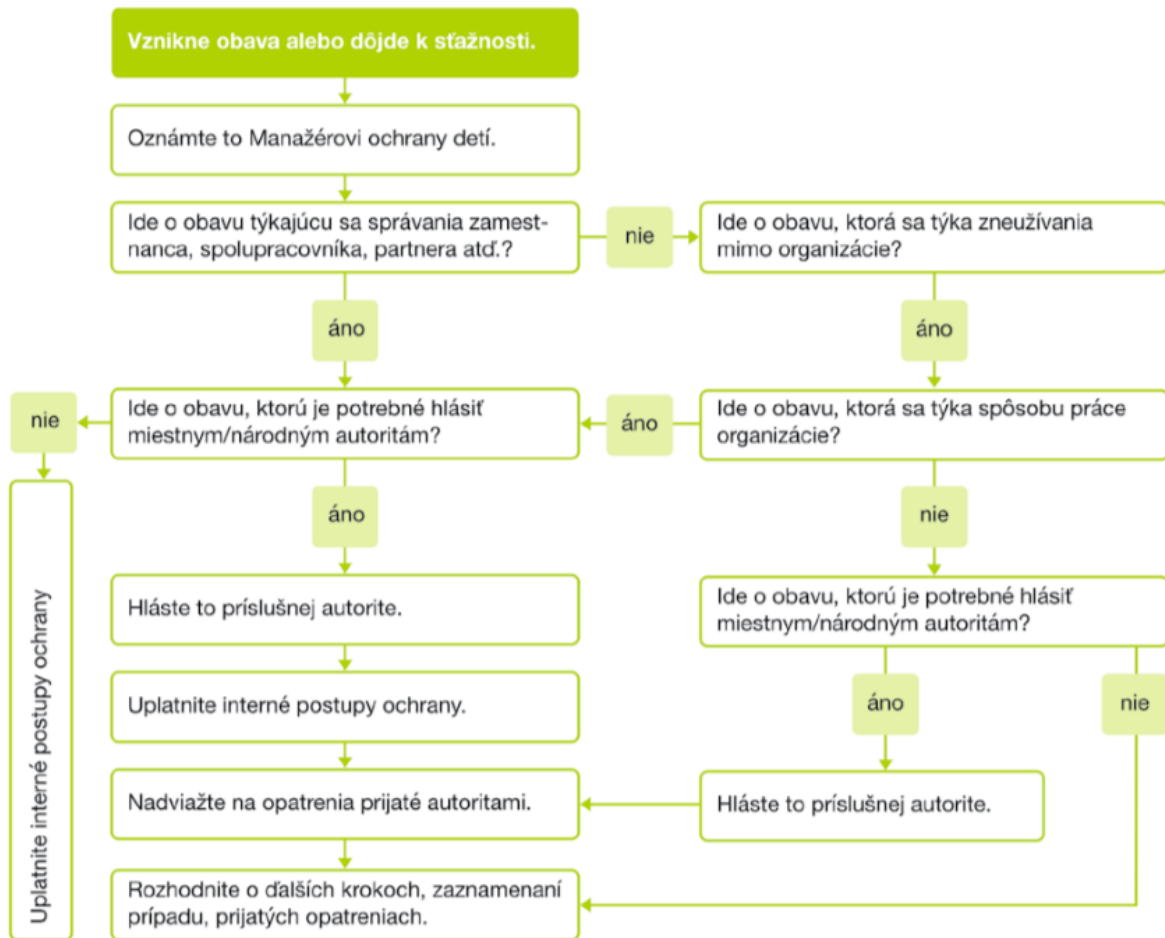 Vznikne obava alebo dôjde k sťažnosti.
Oznámte to Manažérovi ochrany detí.
Ide o obavu týkajúcu sa správania zamest-
nanca, spolupracovníka, partnera atď.?
nie
Ide o obavu, ktorá sa týka zneužívania
mimo organizácie?
áno
áno
nie
Ide o obavu, ktorú je potrebné hlásiť
miestnym/národným autoritám?
áno
Ide o obavu, ktorá sa týka spôsobu práce
organizácie?
áno
nie
Hláste to príslušnej autorite.
Ide o obavu, ktorú je potrebné hlásiť
miestnym/národným autoritám?
Uplatnite interné postupy ochrany
Uplatnite interné postupy ochrany.
áno
nie
Nadviažte na opatrenia prijaté autoritami.
Hláste to príslušnej autorite.
Rozhodnite o ďalších krokoch, zaznamenaní
prípadu, prijatých opatreniach.